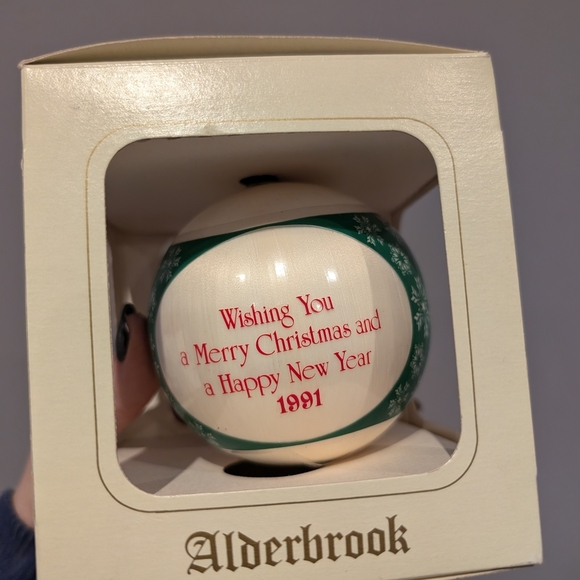 Wishing You
a Merry Christmas and
a Happy New Year
1991
Alderbrook